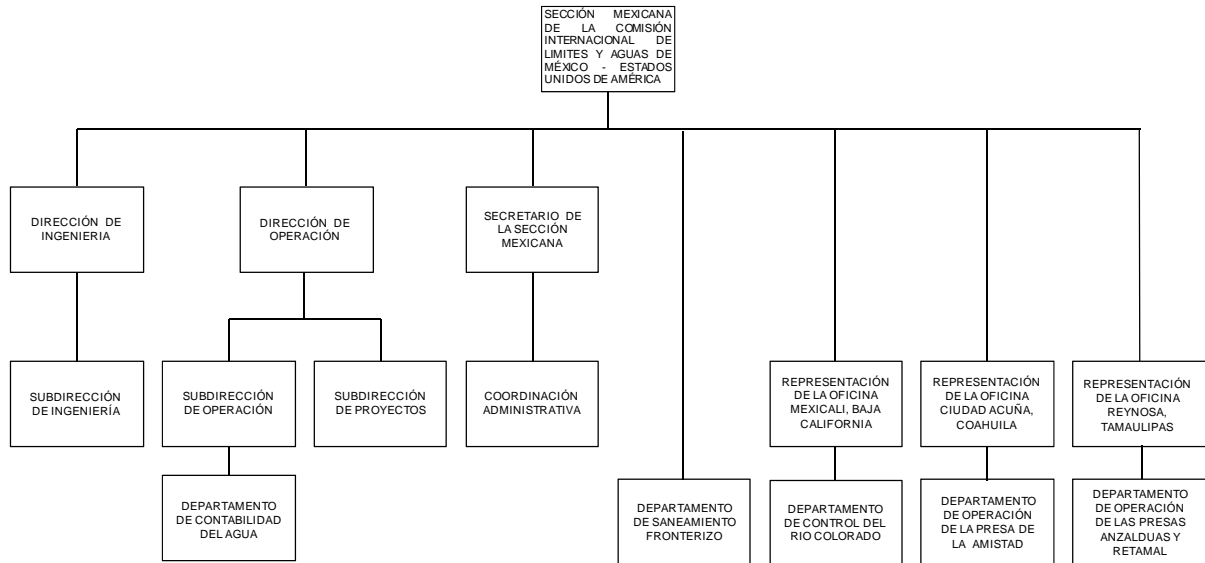 SECCIÓN MEXICANA
DE LA COMISIÓN
INTERNACIONAL DE
LIMITES Y AGUAS DE
MÉXICO - ESTADOS
UNIDOS DE AMÉRICA
DIRECCIÓN DE
INGENIERIA
DIRECCIÓN DE
OPERACIÓN
SECRETARIO DE
LA SECCIÓN
MEXICANA
SUBDIRECCIÓN
DE INGENIERÍA
SUBDIRECCIÓN
DE OPERACIÓN
SUBDIRECCIÓN
DE PROYECTOS
COORDINACIÓN
ADMINISTRATIVA
REPRESENTACIÓN
DE LA OFICINA
MEXICALI, BAJA
CALIFORNIA
REPRESENTACIÓN
DE LA OFICINA
CIUDAD ACUÑA,
COAHUILA
REPRESENTACIÓN
DE LA OFICINA
REYNOSA,
TAMAULIPAS
DEPARTAMENTO
DE CONTABILIDAD
DEL AGUA
DEPARTAMENTO
DE SANEAMIENTO
FRONTERIZO
DEPARTAMENTO
DE CONTROL DEL
RIO COLORADO
DEPARTAMENTO
DE OPERACIÓN
DE LA PRESA DE
LA AMISTAD
DEPARTAMENTO
DE OPERACIÓN
DE LAS PRESAS
ANZALDUAS Y
RETAMAL